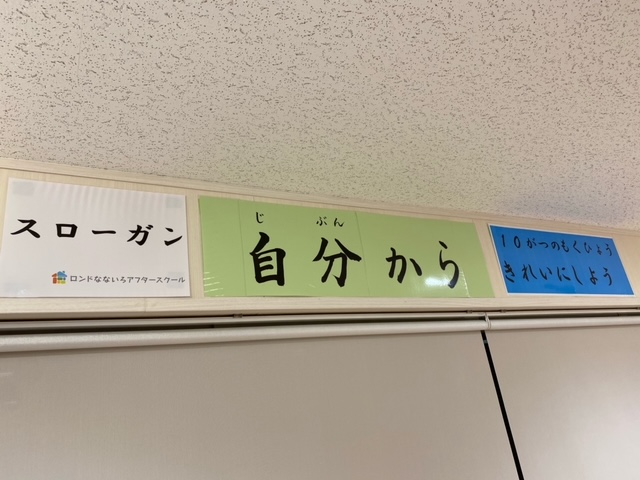 スローガン
ロンドなないろアフタースクール
じ ぶん
自分から
10がつのもくひょう
きれいにしよう